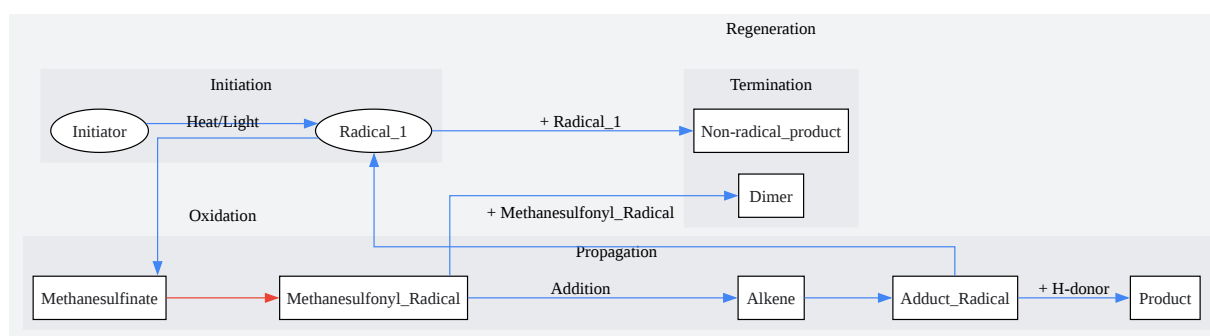 Regeneration
Initiation
Termination
Initiator
Heat/Light
Radical_1
+ Radical_1
Non-radical_product
Dimer
Oxidation
+ Methanesulfonyl_Radical
Propagation
Methanesulfinate
Methanesulfonyl_Radical
Addition
Alkene
Adduct_Radical
+ H-donor
Product